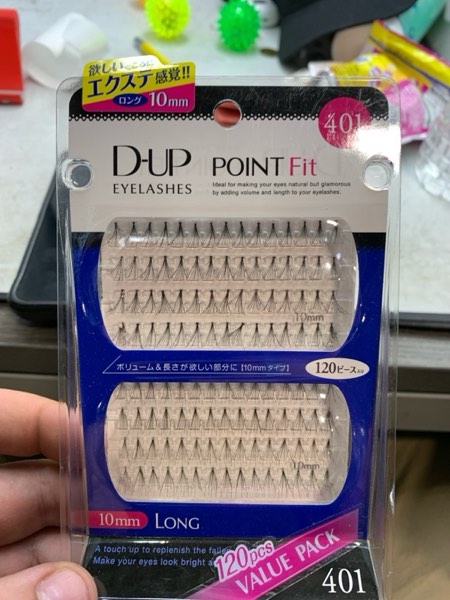 欲しいところに
エクステ感覚!!
ロング 10mm
401
D-UP
EYELASHES
POINT Fit
Ideal for making your eyes natural but glamorous
by adding volume and length to your eyelashes.
10mm
ボリューム&長さが欲しい部分に【10mmタイプ】
120ピース入り
10mm
10mm LONG
A touch up to replenish the
Make your eyes look bright
120pcs
VALUE PACK
401